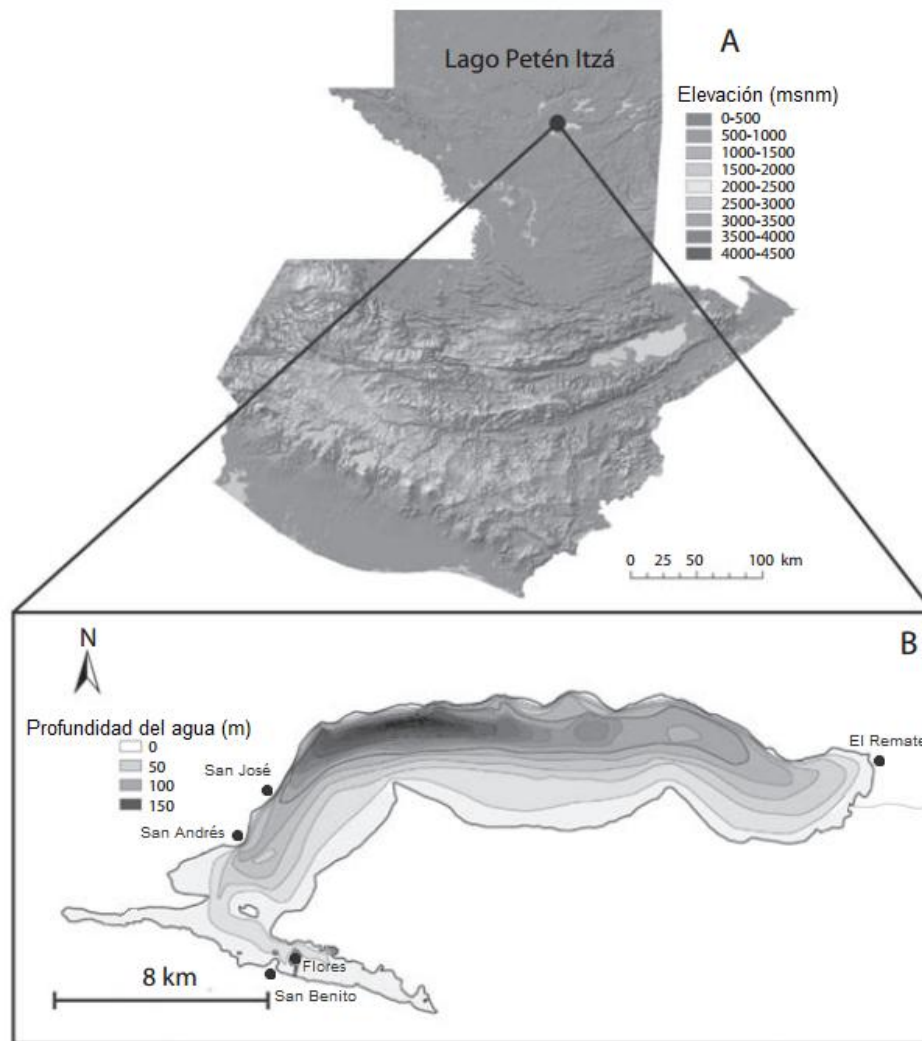 A
Lago Petén Itzá
Elevación (msnm)
0-500
500-1000
1000-1500
1500-2000
2000-2500
2500-3000
3000-3500
3500-4000
4000-4500
0 25 50 100 km
B
N
Profundidad del agua (m)
0
50
100
150
El Remate
San José
San Andrés
Flores
8 km
San Benito